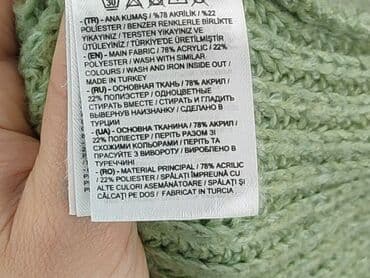 30
-(TR)- ANA KUMAŞ / %78 AKRİLİK / %22
POLİESTER / BENZER RENKLERLE BİRLİKTE
YIKAYINIZ / TERSTEN YIKAYINIZ VE
ÜTÜLEYİNİZ / TÜRKİYE'DE ÜRETİLMİŞTİR
-(EN)- MAIN FABRIC / 78% ACRYLIC / 22%
POLYESTER / WASH WITH SIMILAR
COLOURS / WASH AND IRON INSIDE OUT /
MADE IN TURKEY
-(RU)- ОСНОВНАЯ ТКАНЬ / 78% АКРИЛ /
22% ПОЛИЭСТЕР / ОДНОЦВЕТНЫЕ
СТИРАТЬ ВМЕСТЕ / СТИРАТЬ И ГЛАДИТЬ
ВЫВЕРНУВ НАИЗНАНКУ / СДЕЛАНО В
ТУРЦИИ
-(UA)- ОСНОВНА ТКАНИНА / 78% АКРИЛ /
22% ПОЛІЕСТЕР / ПЕРІТЬ РАЗОМ ЗІ
СХОЖИМИ КОЛЬОРАМИ / ПЕРІТЬ ТА
ПРАСУЙТЕ З ВИВОРОТУ / ВИРОБЛЕНО В
ТУРЕЧЧИНІ
-(RO)- MATERIAL PRINCIPAL / 78% ACRILIC
/ 22% POLIESTER / SPĂLAȚI ÎMPREUNĂ CU
ALTE CULORI ASEMĂNĂTOARE / SPĂLAȚI ȘI
CĂLCAȚI PE DOS / FABRICAT IN TURCIA